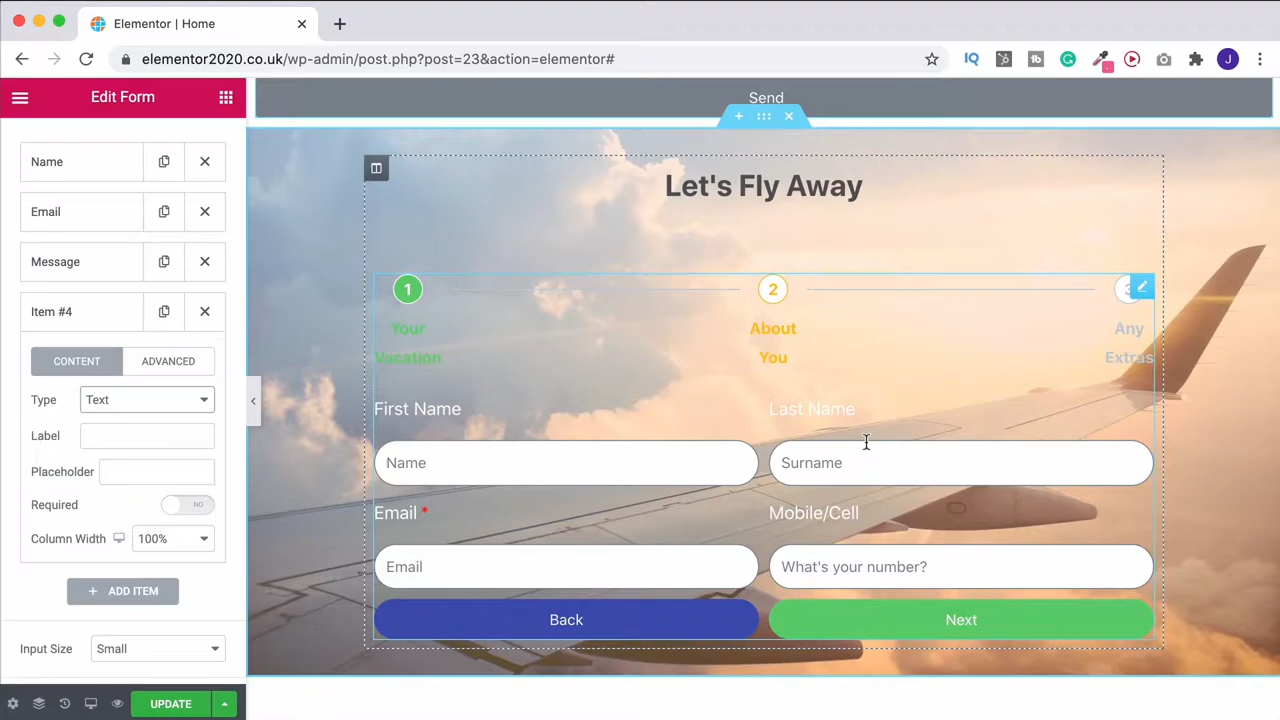 Elementor | Home
elementor2020.co.uk/wp-admin/post.php?post=23&action=elementor#
IQ
tb
J
Edit Form
Send
Name
Email
Message
Item #4
CONTENT
ADVANCED
Type
Text
Label
Placeholder
Required
NO
Column Width
100%
ADD ITEM
Input Size
Small
UPDATE
Let's Fly Away
1
2
3
Your
Vacation
About
You
Any
Extras
First Name
Last Name
Name
Surname
Email *
Mobile/Cell
Email
What's your number?
Back
Next